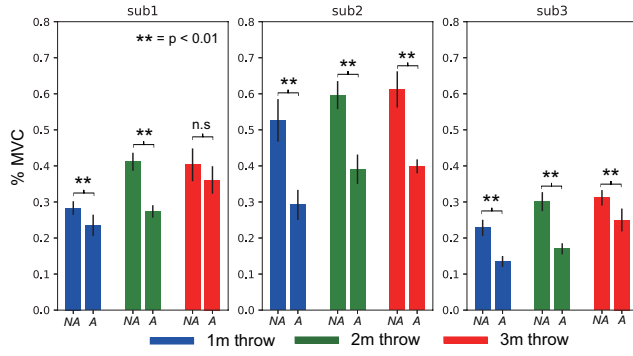 sub1 sub2 sub3
** = p < 0.01
% MVC
0.8
0.7
0.6
0.5
0.4
0.3
0.2
0.1
0.0
**
**
n.s
**
**
**
**
**
**
NA A NA A NA A
NA A NA A NA A
NA A NA A NA A
1m throw 2m throw 3m throw